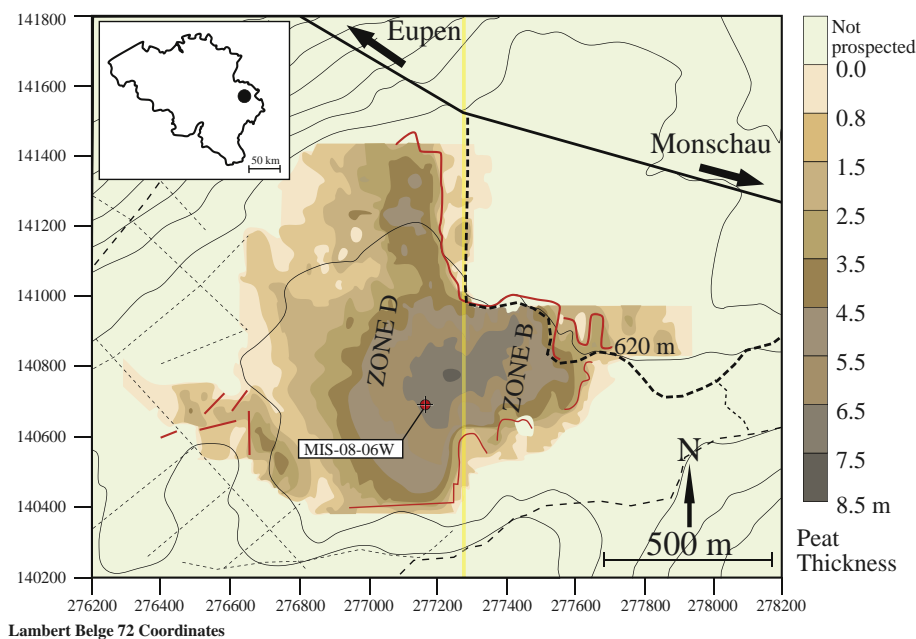 141800
141600
141400
141200
141000
140800
140600
140400
140200
276200
276400
276600
276800
277000
277200
277400
277600
277800
278000
278200
Lambert Belge 72 Coordinates
50 km
Eupen
Monschau
ZONE D
ZONE B
620 m
MIS-08-06W
N
500 m
Not
prospected
0.0
0.8
1.5
2.5
3.5
4.5
5.5
6.5
7.5
8.5 m
Peat
Thickness